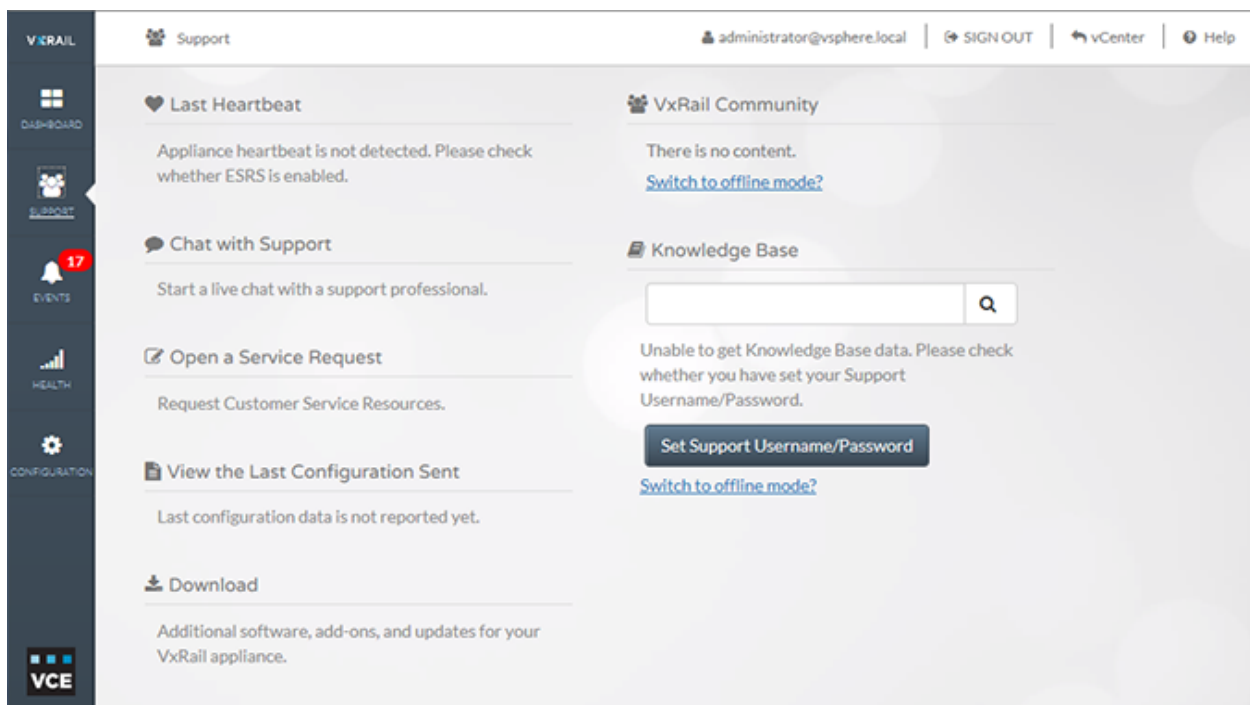 VXRAIL
Support
administrator@vsphere.local
SIGN OUT
vCenter
Help
DASHBOARD
SUPPORT
17
EVENTS
HEALTH
CONFIGURATION
VCE
Last Heartbeat
Appliance heartbeat is not detected. Please check
whether ESRS is enabled.
Chat with Support
Start a live chat with a support professional.
Open a Service Request
Request Customer Service Resources.
View the Last Configuration Sent
Last configuration data is not reported yet.
Download
Additional software, add-ons, and updates for your
VxRail appliance.
VxRail Community
There is no content.
Switch to offline mode?
Knowledge Base
Unable to get Knowledge Base data. Please check
whether you have set your Support
Username/Password.
Set Support Username/Password
Switch to offline mode?